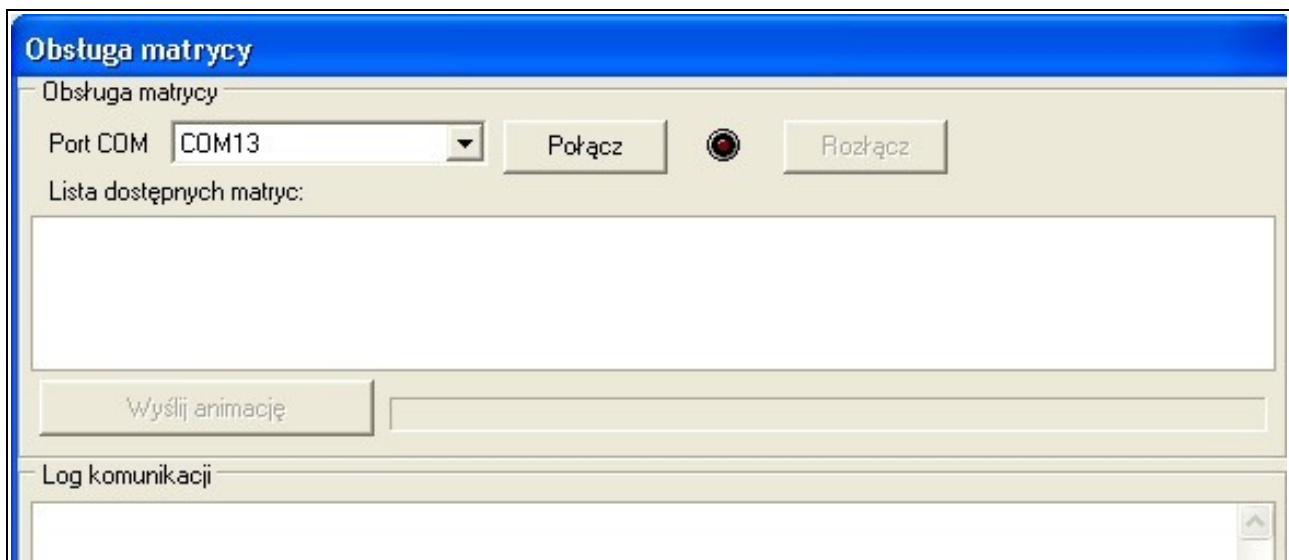 Obsługa matrycy
Obsługa matrycy
Port COM COM13 Połącz Rozłącz
Lista dostępnych matryc:
Wyślij animację
Log komunikacji